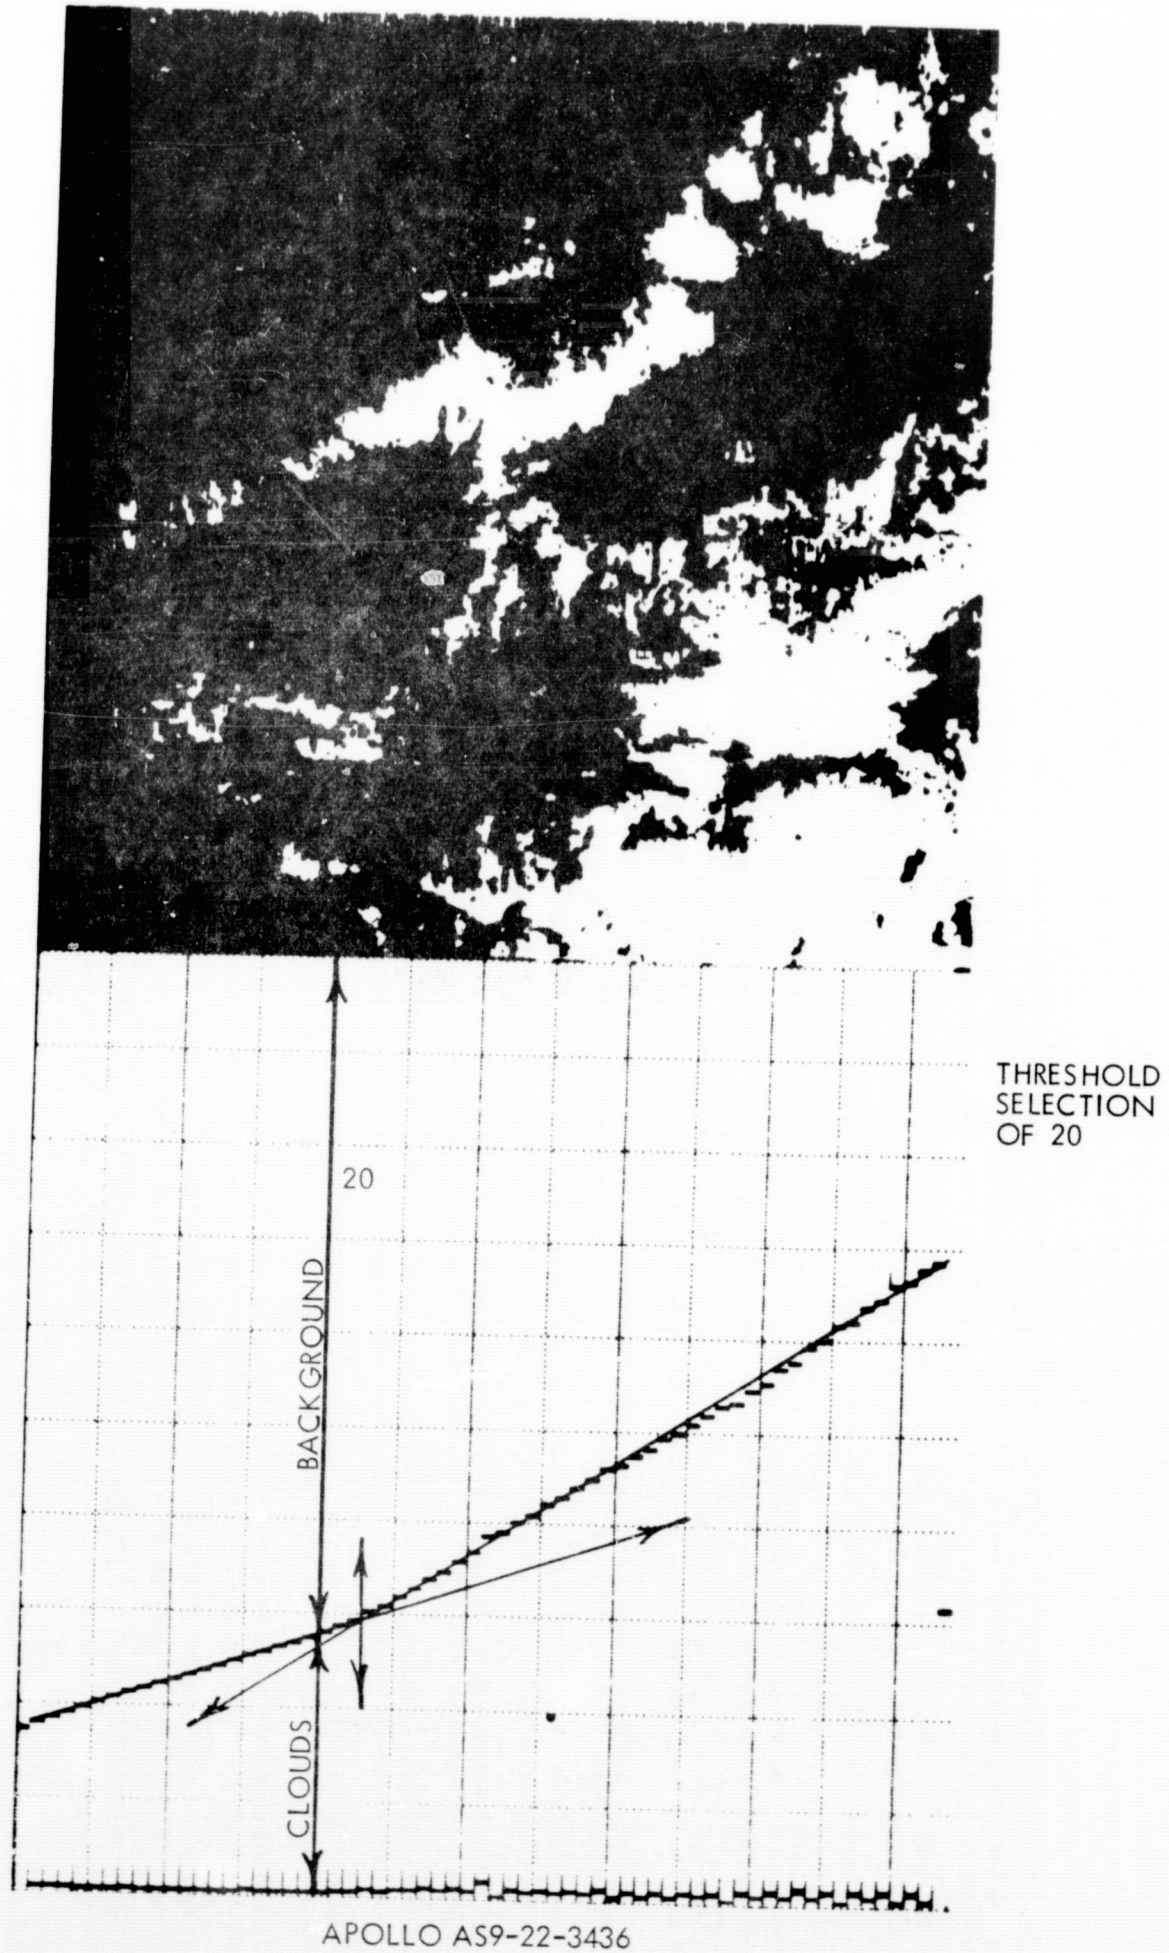 THRESHOLD
SELECTION
OF 20
20
BACKGROUND
CLOUDS
APOLLO AS9-22-3436